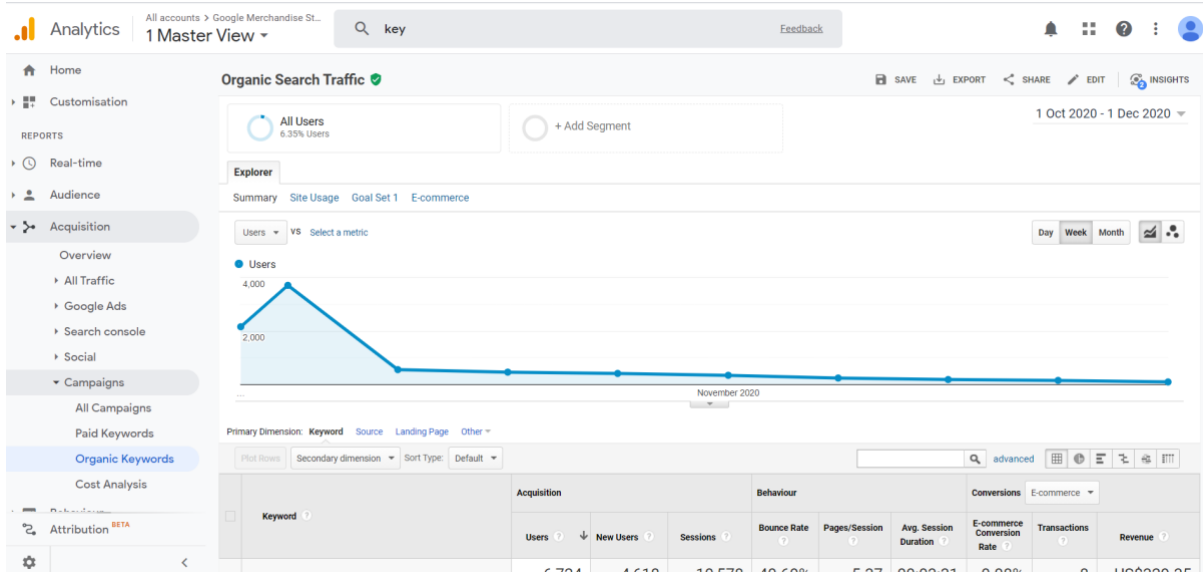 Analytics
All accounts > Google Merchandise St...
1 Master View
key
Feedback
Home
Customisation
REPORTS
Real-time
Audience
Acquisition
Overview
All Traffic
Google Ads
Search console
Social
Campaigns
All Campaigns
Paid Keywords
Organic Keywords
Cost Analysis
Attribution BETA
Organic Search Traffic
SAVE EXPORT SHARE EDIT 2 INSIGHTS
All Users
6.35% Users
+ Add Segment
1 Oct 2020 - 1 Dec 2020
Explorer
Summary Site Usage Goal Set 1 E-commerce
Users VS Select a metric
Day Week Month
Users
4,000
2,000
...
November 2020
Primary Dimension: Keyword Source Landing Page Other
Plot Rows Secondary dimension Sort Type: Default
advanced
Acquisition Behaviour Conversions E-commerce
Keyword ?
Users ? New Users ? Sessions ? Bounce Rate ? Pages/Session ? Avg. Session Duration ? E-commerce Conversion Rate ? Transactions ? Revenue ?